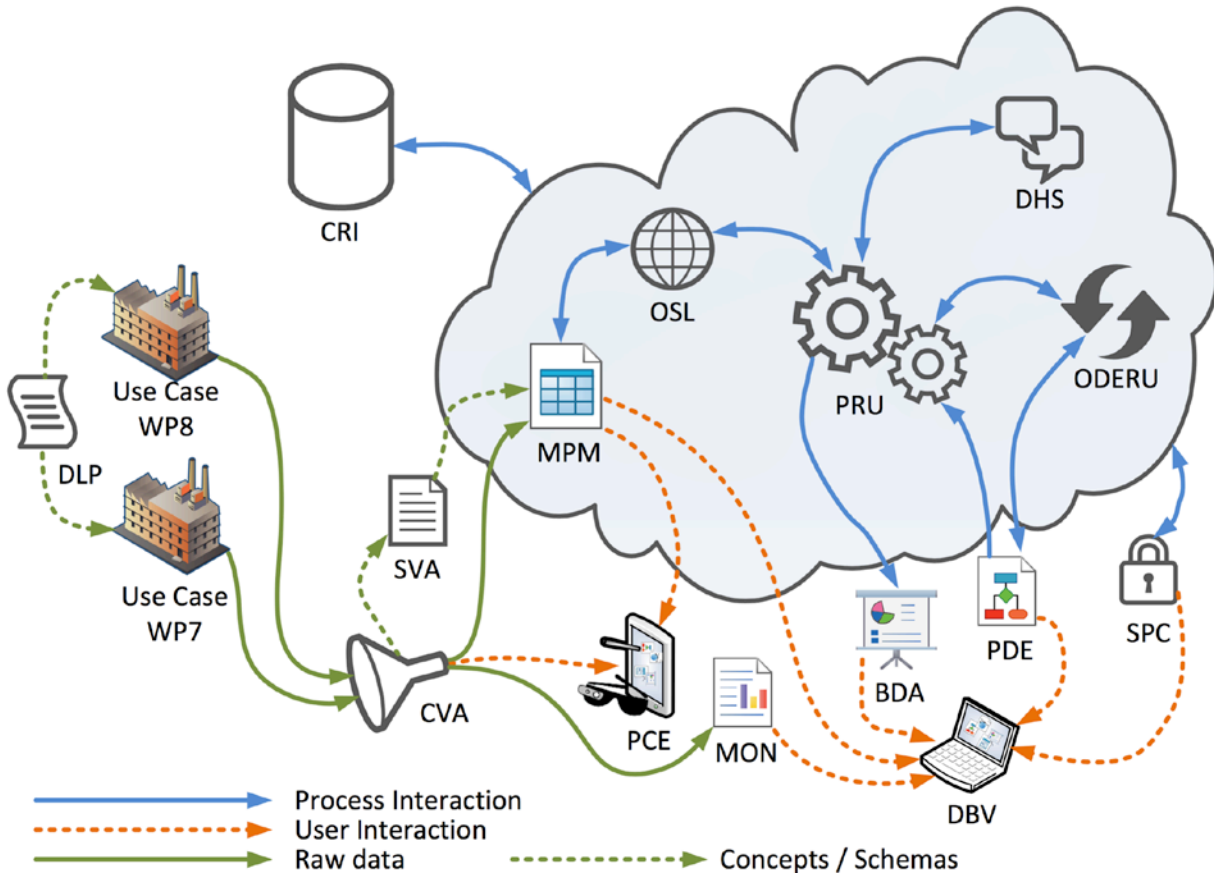 CRI
DHS
OSL
Use Case
WP8
PRU
ODERU
MPM
DLP
SVA
Use Case
WP7
SPC
PDE
BDA
CVA
PCE
MON
DBV
Process Interaction
User Interaction
Raw data
Concepts / Schemas